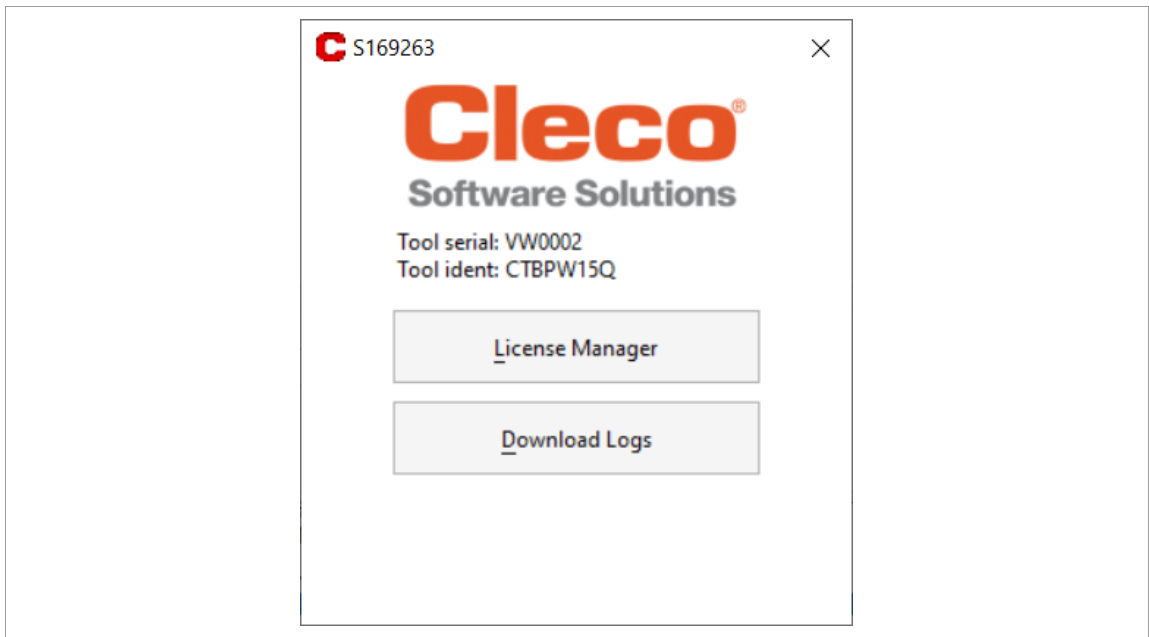 S169263
Cleco®
Software Solutions
Tool serial: VW0002
Tool ident: CTBPW15Q
License Manager
Download Logs